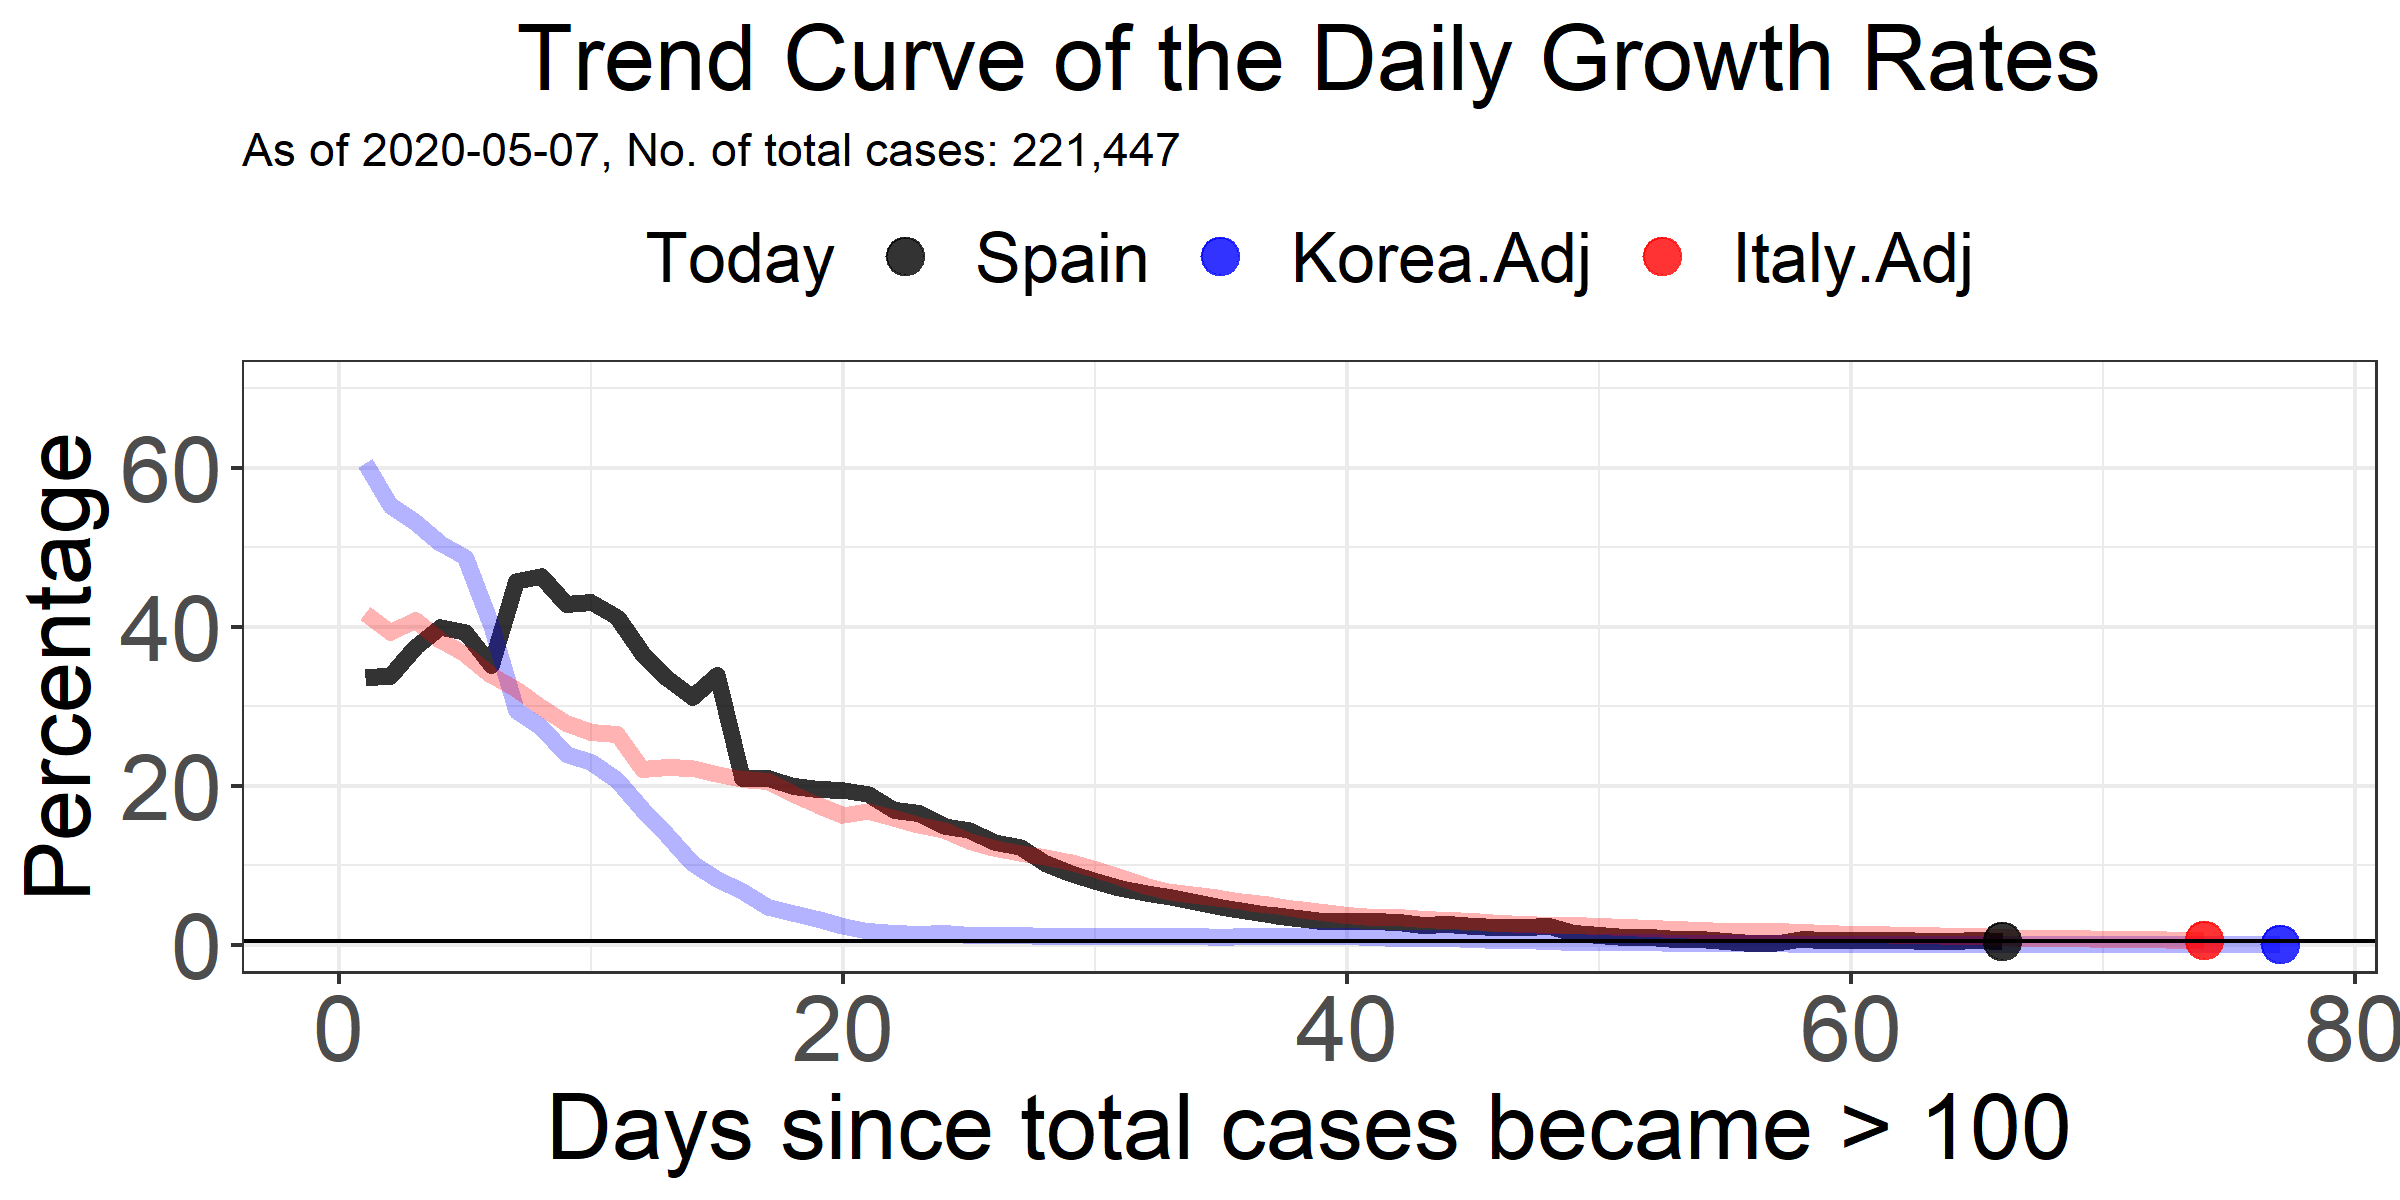 Trend Curve of the Daily Growth Rates
As of 2020-05-07, No. of total cases: 221,447
Today Spain Korea.Adj Italy.Adj
Percentage
60
40
20
0
0 20 40 60 80
Days since total cases became > 100